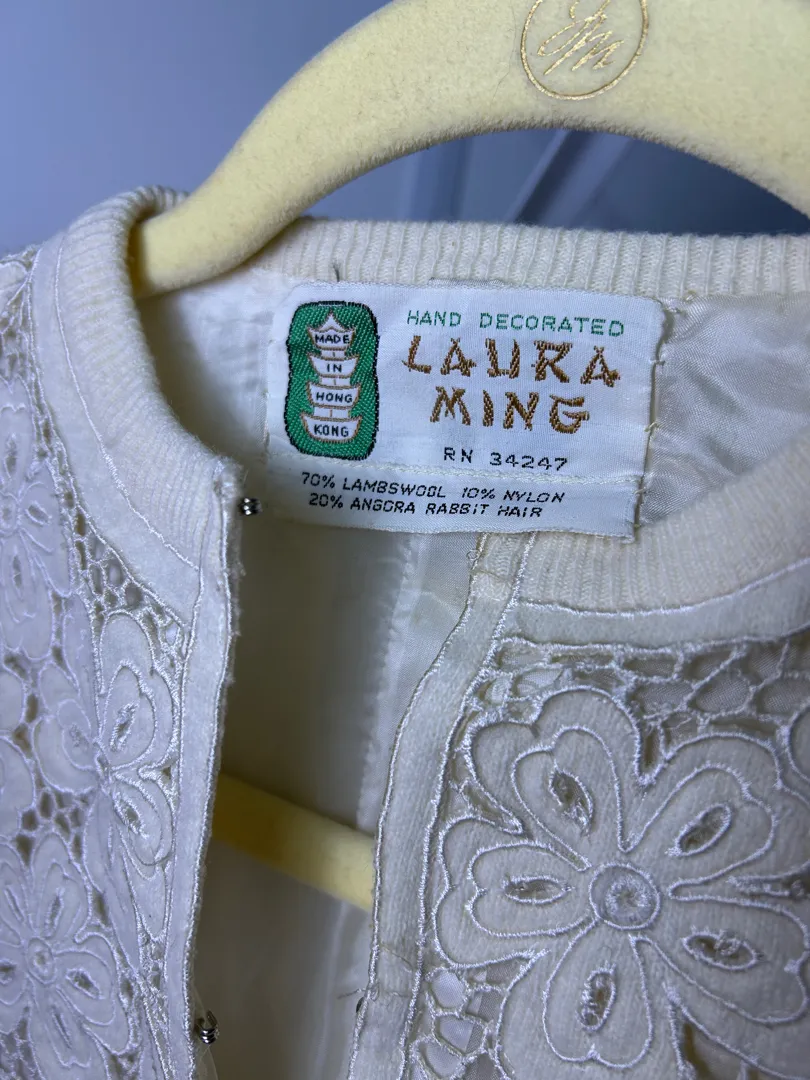 HAND DECORATED
LAURA
MING
RN 34247
MADE
IN
HONG
KONG
70% LAMBSWOOL 10% NYLON
20% ANGORA RABBIT HAIR